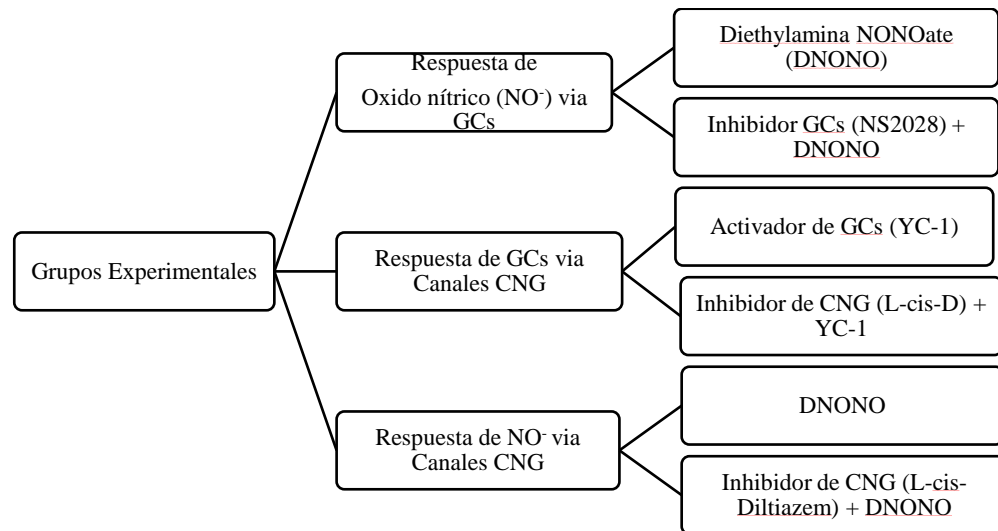 Grupos Experimentales
Respuesta de
Oxido nítrico (NO⁻) via
GCs
Diethylamina NONOate
(DNONO)
Inhibidor GCs (NS2028) +
DNONO
Respuesta de GCs via
Canales CNG
Activador de GCs (YC-1)
Inhibidor de CNG (L-cis-D) +
YC-1
Respuesta de NO⁻ via
Canales CNG
DNONO
Inhibidor de CNG (L-cis-
Diltiazem) + DNONO